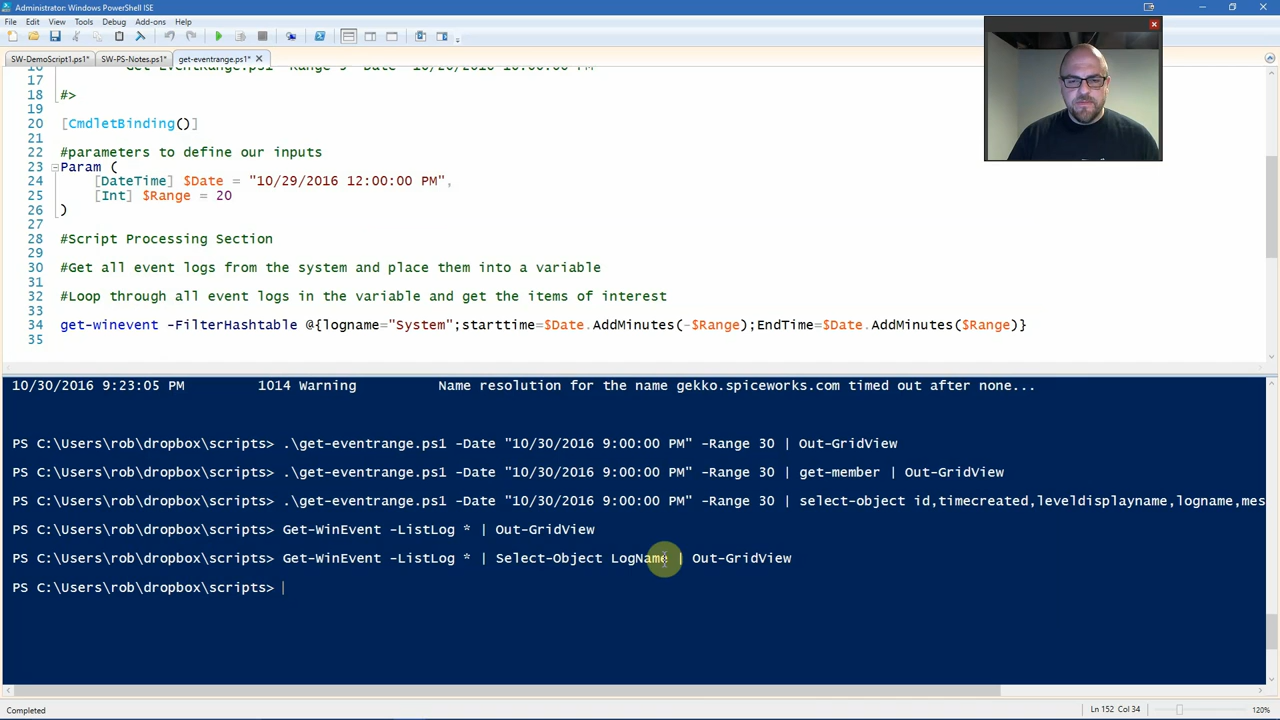 Administrator: Windows PowerShell ISE
File Edit View Tools Debug Add-ons Help
SW-DemoScript1.ps1* SW-PS-Notes.ps1* get-eventrange.ps1*
16
17
18 #>
19
20 [CmdletBinding()]
21
22 #parameters to define our inputs
23 Param (
24 [DateTime] $Date = "10/29/2016 12:00:00 PM",
25 [Int] $Range = 20
26 )
27
28 #Script Processing Section
29
30 #Get all event logs from the system and place them into a variable
31
32 #Loop through all event logs in the variable and get the items of interest
33
34 get-winevent -FilterHashtable @{logname="System";starttime=$Date.AddMinutes(-$Range);EndTime=$Date.AddMinutes($Range)}
35
10/30/2016 9:23:05 PM 1014 Warning Name resolution for the name gekko.spiceworks.com timed out after none...
PS C:\Users\rob\dropbox\scripts> .\get-eventrange.ps1 -Date "10/30/2016 9:00:00 PM" -Range 30 | Out-GridView
PS C:\Users\rob\dropbox\scripts> .\get-eventrange.ps1 -Date "10/30/2016 9:00:00 PM" -Range 30 | get-member | Out-GridView
PS C:\Users\rob\dropbox\scripts> .\get-eventrange.ps1 -Date "10/30/2016 9:00:00 PM" -Range 30 | select-object id,timecreated,leveldisplayname,logname,mes
PS C:\Users\rob\dropbox\scripts> Get-WinEvent -ListLog * | Out-GridView
PS C:\Users\rob\dropbox\scripts> Get-WinEvent -ListLog * | Select-Object LogName | Out-GridView
PS C:\Users\rob\dropbox\scripts>
Completed Ln 152 Col 34 120%